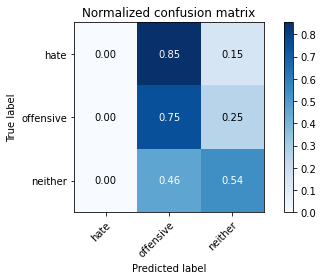 Normalized confusion matrix
hate 0.00 0.85 0.15
offensive 0.00 0.75 0.25
neither 0.00 0.46 0.54
True label
hate
offensive
neither
Predicted label
0.8
0.7
0.6
0.5
0.4
0.3
0.2
0.1
0.0